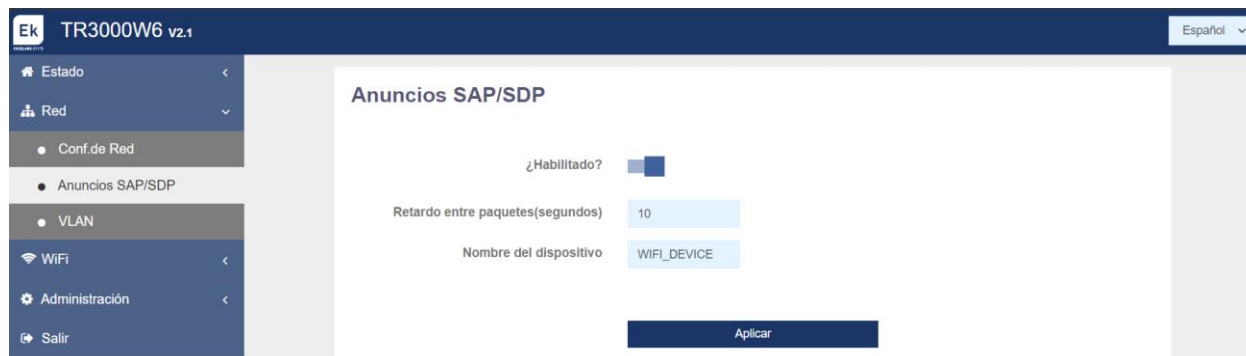 Ek TR3000W6 V2.1
Español
Estado
Red
Conf.de Red
Anuncios SAP/SDP
VLAN
WiFi
Administración
Salir
Anuncios SAP/SDP
¿Habilitado?
Retardo entre paquetes(segundos) 10
Nombre del dispositivo WIFI_DEVICE
Aplicar